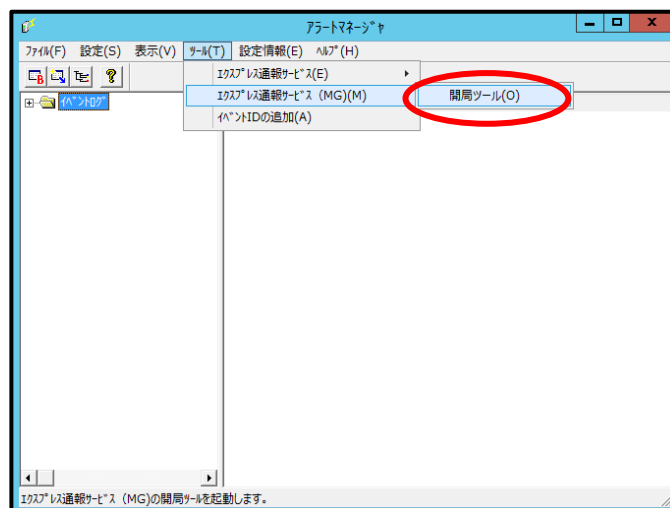 アラートマネージャ
ファイル(F) 設定(S) 表示(V) ツール(T) 設定情報(E) ヘルプ(H)
エクスプレス通報サービス(E)
エクスプレス通報サービス (MG)(M)
開局ツール(O)
イベントログ
イベントIDの追加(A)
エクスプレス通報サービス (MG)の開局ツールを起動します。